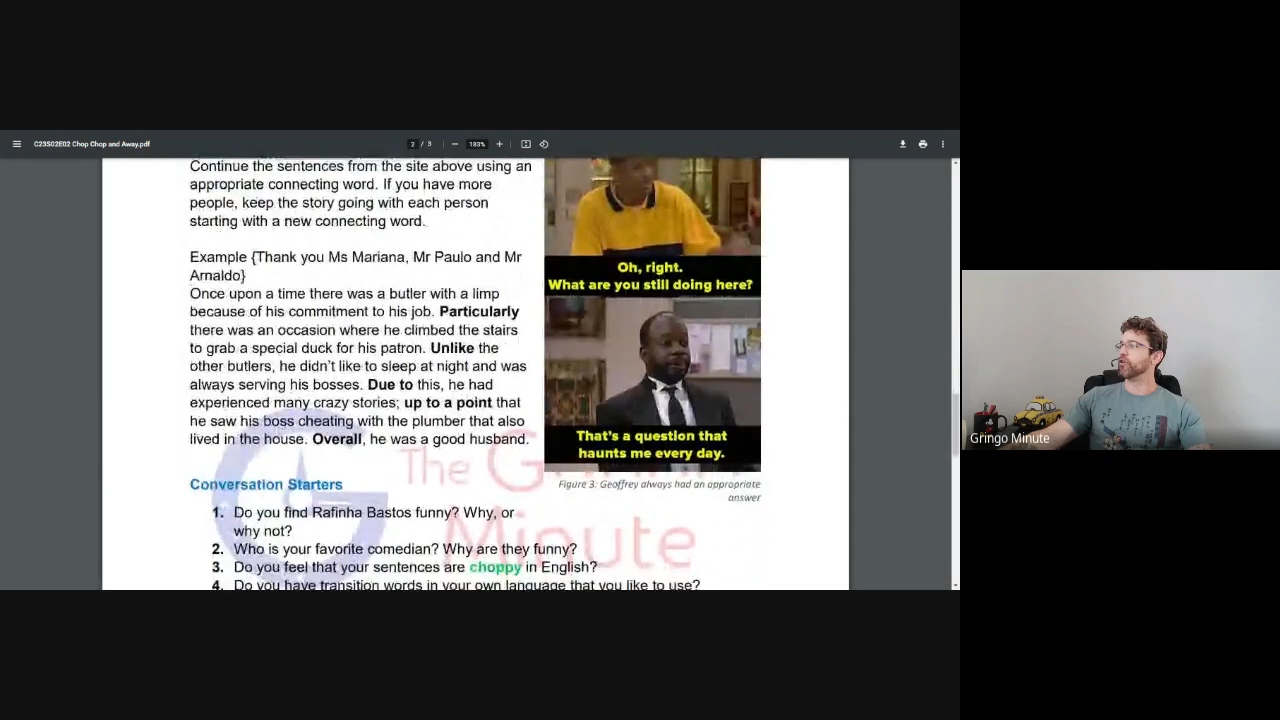 C23S02E02 Chop Chop and Away.pdf
2 / 3
183%
Continue the sentences from the site above using an
appropriate connecting word. If you have more
people, keep the story going with each person
starting with a new connecting word.
Example {Thank you Ms Mariana, Mr Paulo and Mr
Arnaldo}
Once upon a time there was a butler with a limp
because of his commitment to his job. Particularly
there was an occasion where he climbed the stairs
to grab a special duck for his patron. Unlike the
other butlers, he didn't like to sleep at night and was
always serving his bosses. Due to this, he had
experienced many crazy stories; up to a point that
he saw his boss cheating with the plumber that also
lived in the house. Overall, he was a good husband.
Oh, right.
What are you still doing here?
That's a question that
haunts me every day.
Figure 3: Geoffrey always had an appropriate
answer
Conversation Starters
1. Do you find Rafinha Bastos funny? Why, or
why not?
2. Who is your favorite comedian? Why are they funny?
3. Do you feel that your sentences are choppy in English?
4. Do you have transition words in your own language that you like to use?
The Gringo
Minute
Gringo Minute